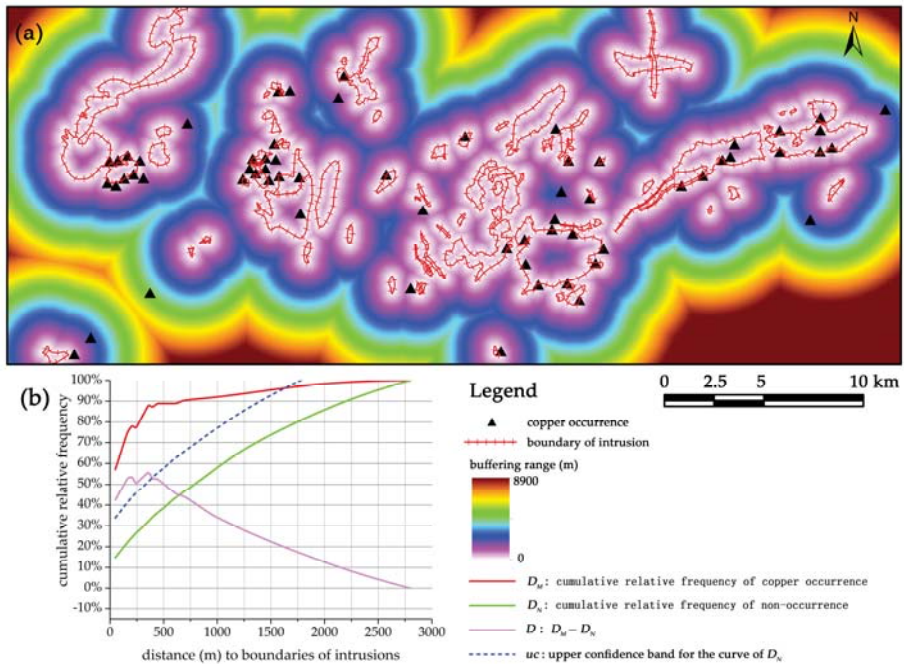 (a)
N
(b)
100%
90%
80%
70%
60%
50%
40%
30%
20%
10%
0%
-10%
cumulative relative frequency
0 500 1000 1500 2000 2500 3000
distance (m) to boundaries of intrusions
Legend
0 2.5 5 10 km
copper occurrence
boundary of intrusion
buffering range (m)
8900
0
D_M: cumulative relative frequency of copper occurrence
D_N: cumulative relative frequency of non-occurrence
D: D_M − D_N
uc: upper confidence band for the curve of D_N